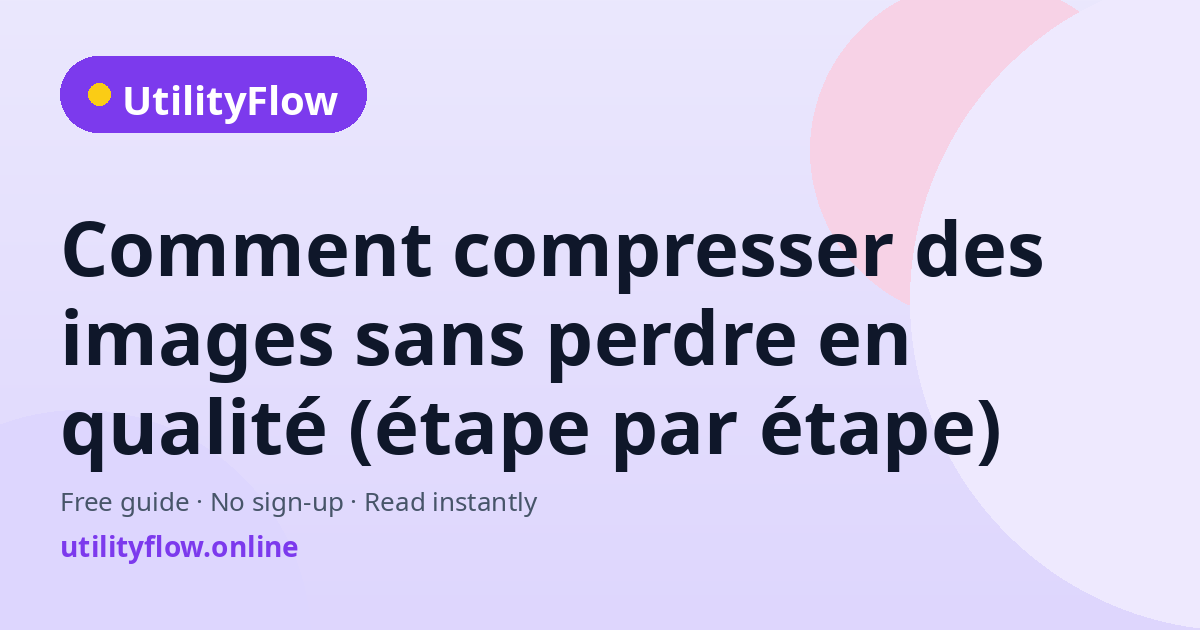 UtilityFlow
Comment compresser des
images sans perdre en
qualité (étape par étape)
Free guide · No sign-up · Read instantly
utilityflow.online